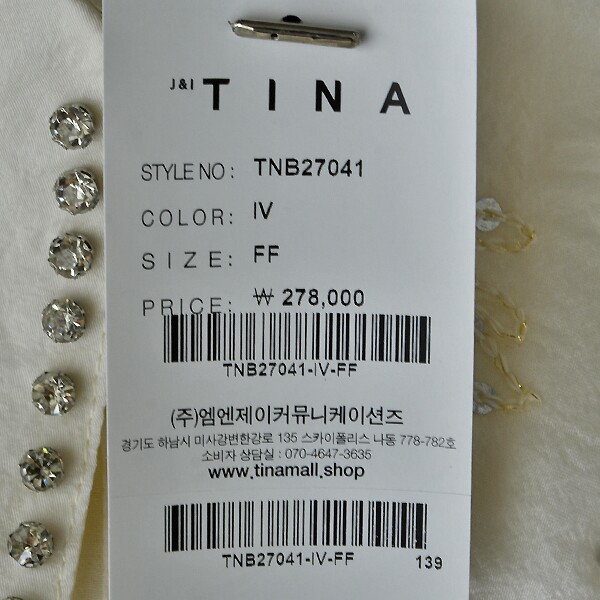 J&I TINA
STYLE NO : TNB27041
COLOR: IV
SIZE: FF
PRICE: ₩ 278,000
TNB27041-IV-FF
(주)엠엔제이커뮤니케이션즈
경기도 하남시 미사강변한강로 135 스카이폴리스 나동 778-782호
소비자 상담실 : 070-4647-3635
www.tinamall.shop
TNB27041-IV-FF
139